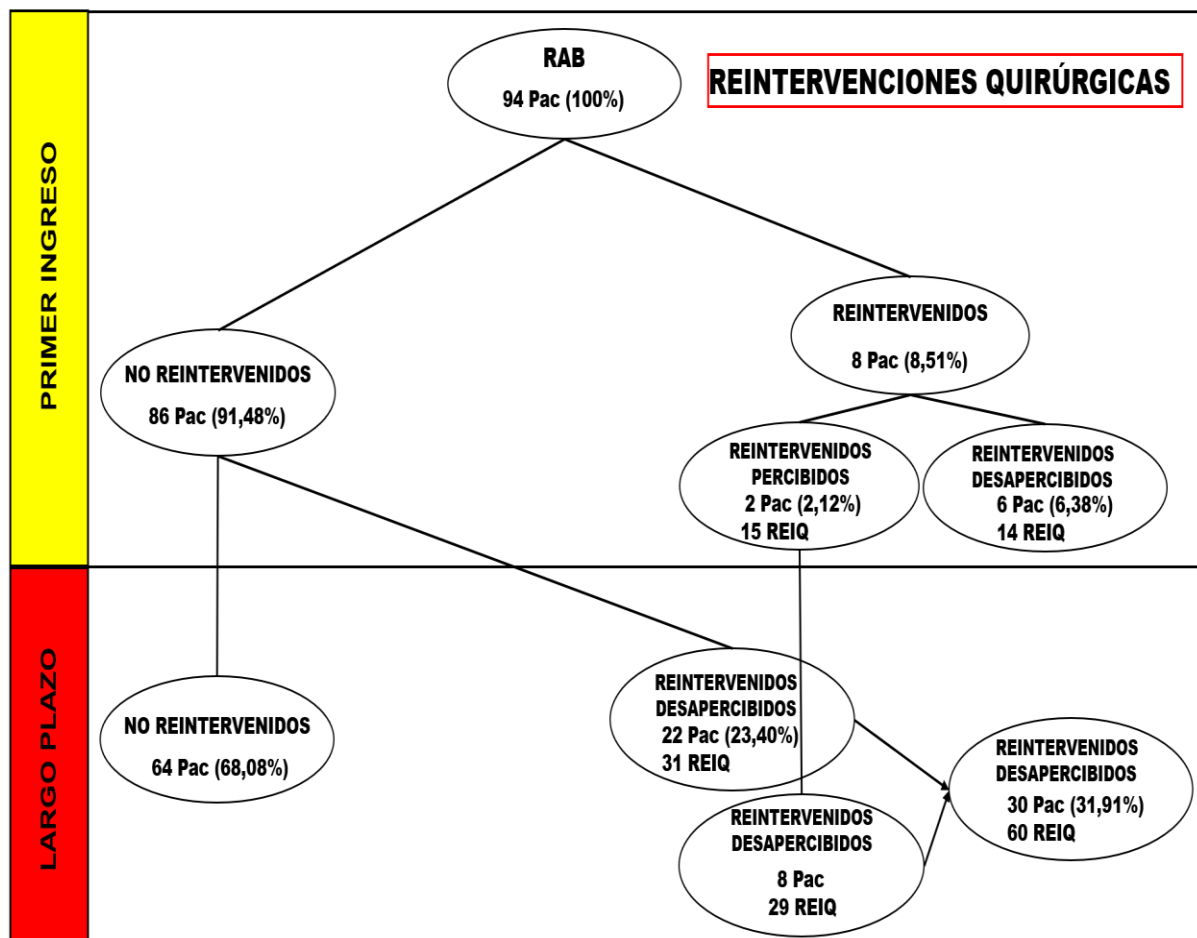 RAB
94 Pac (100%)
REINTERVENCIONES QUIRÚRGICAS
PRIMER INGRESO
REINTERVENIDOS
8 Pac (8,51%)
NO REINTERVENIDOS
86 Pac (91,48%)
REINTERVENIDOS
PERCIBIDOS
2 Pac (2,12%)
15 REIQ
REINTERVENIDOS
DESAPERCIBIDOS
6 Pac (6,38%)
14 REIQ
LARGO PLAZO
NO REINTERVENIDOS
64 Pac (68,08%)
REINTERVENIDOS
DESAPERCIBIDOS
22 Pac (23,40%)
31 REIQ
REINTERVENIDOS
DESAPERCIBIDOS
8 Pac
29 REIQ
REINTERVENIDOS
DESAPERCIBIDOS
30 Pac (31,91%)
60 REIQ